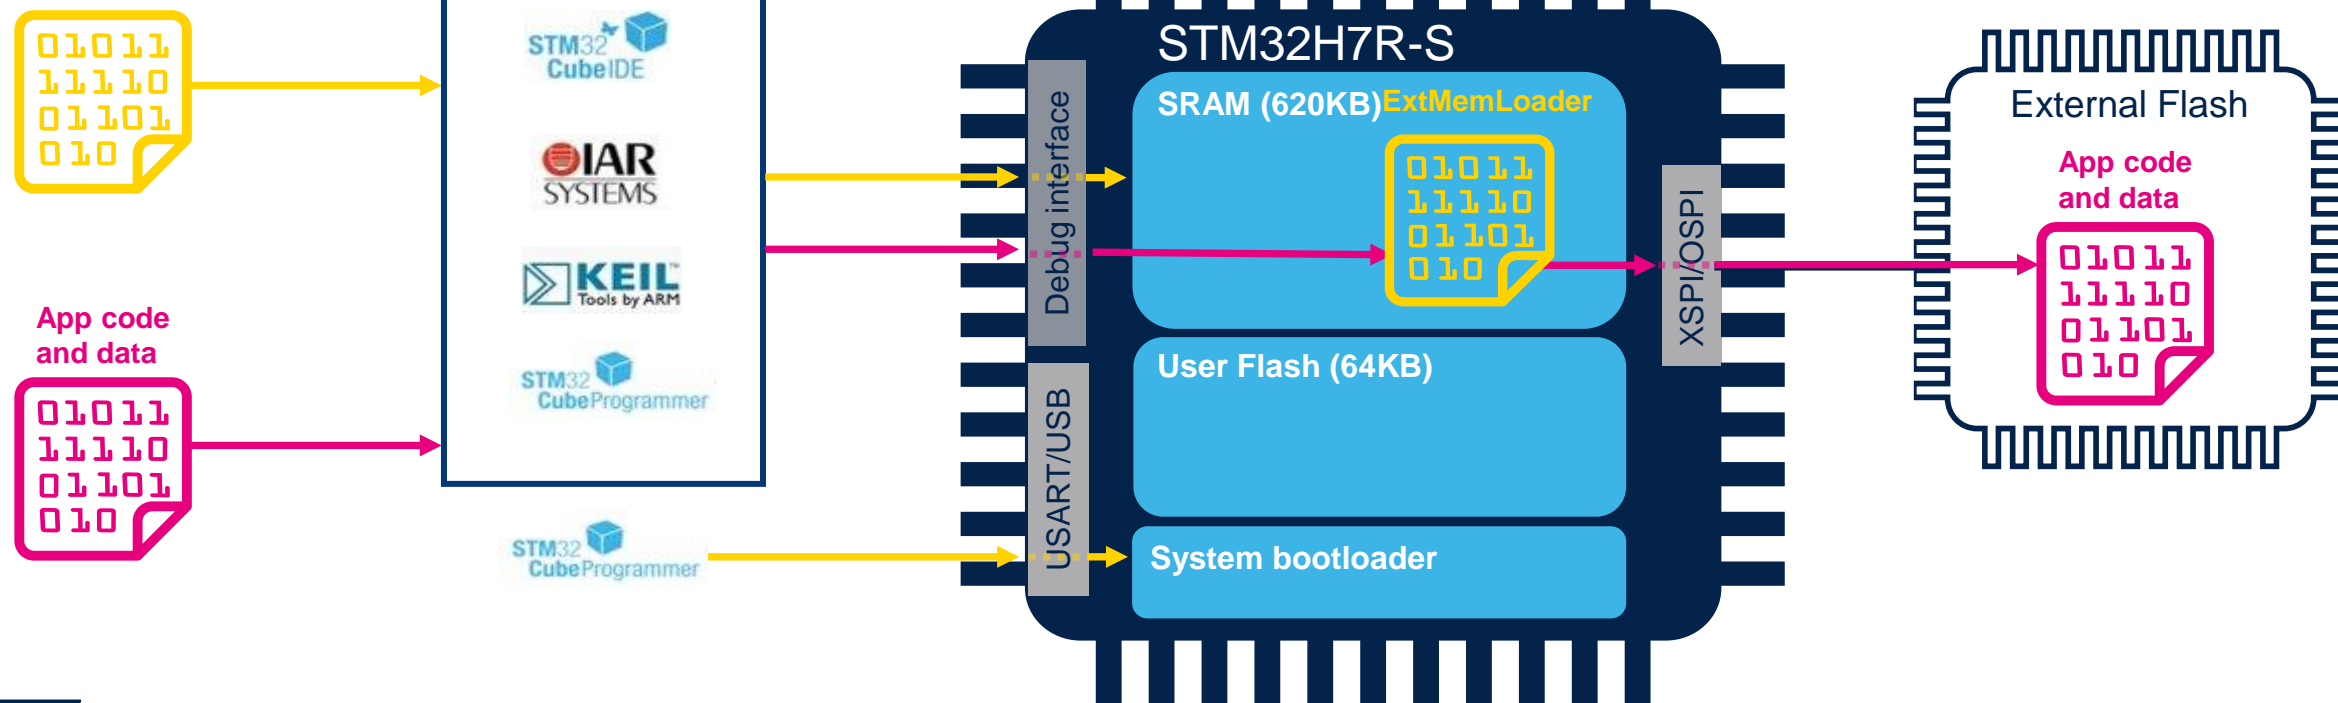 01011
11110
01101
010
App code
and data
01011
11110
01101
010
STM32
CubeIDE
IAR
SYSTEMS
KEIL™
Tools by ARM
STM32
CubeProgrammer
STM32
CubeProgrammer
STM32H7R-S
Debug interface
USART/USB
SRAM (620KB)
ExtMemLoader
01011
11110
01101
010
User Flash (64KB)
System bootloader
XSPI/OSPI
External Flash
App code
and data
01011
11110
01101
010